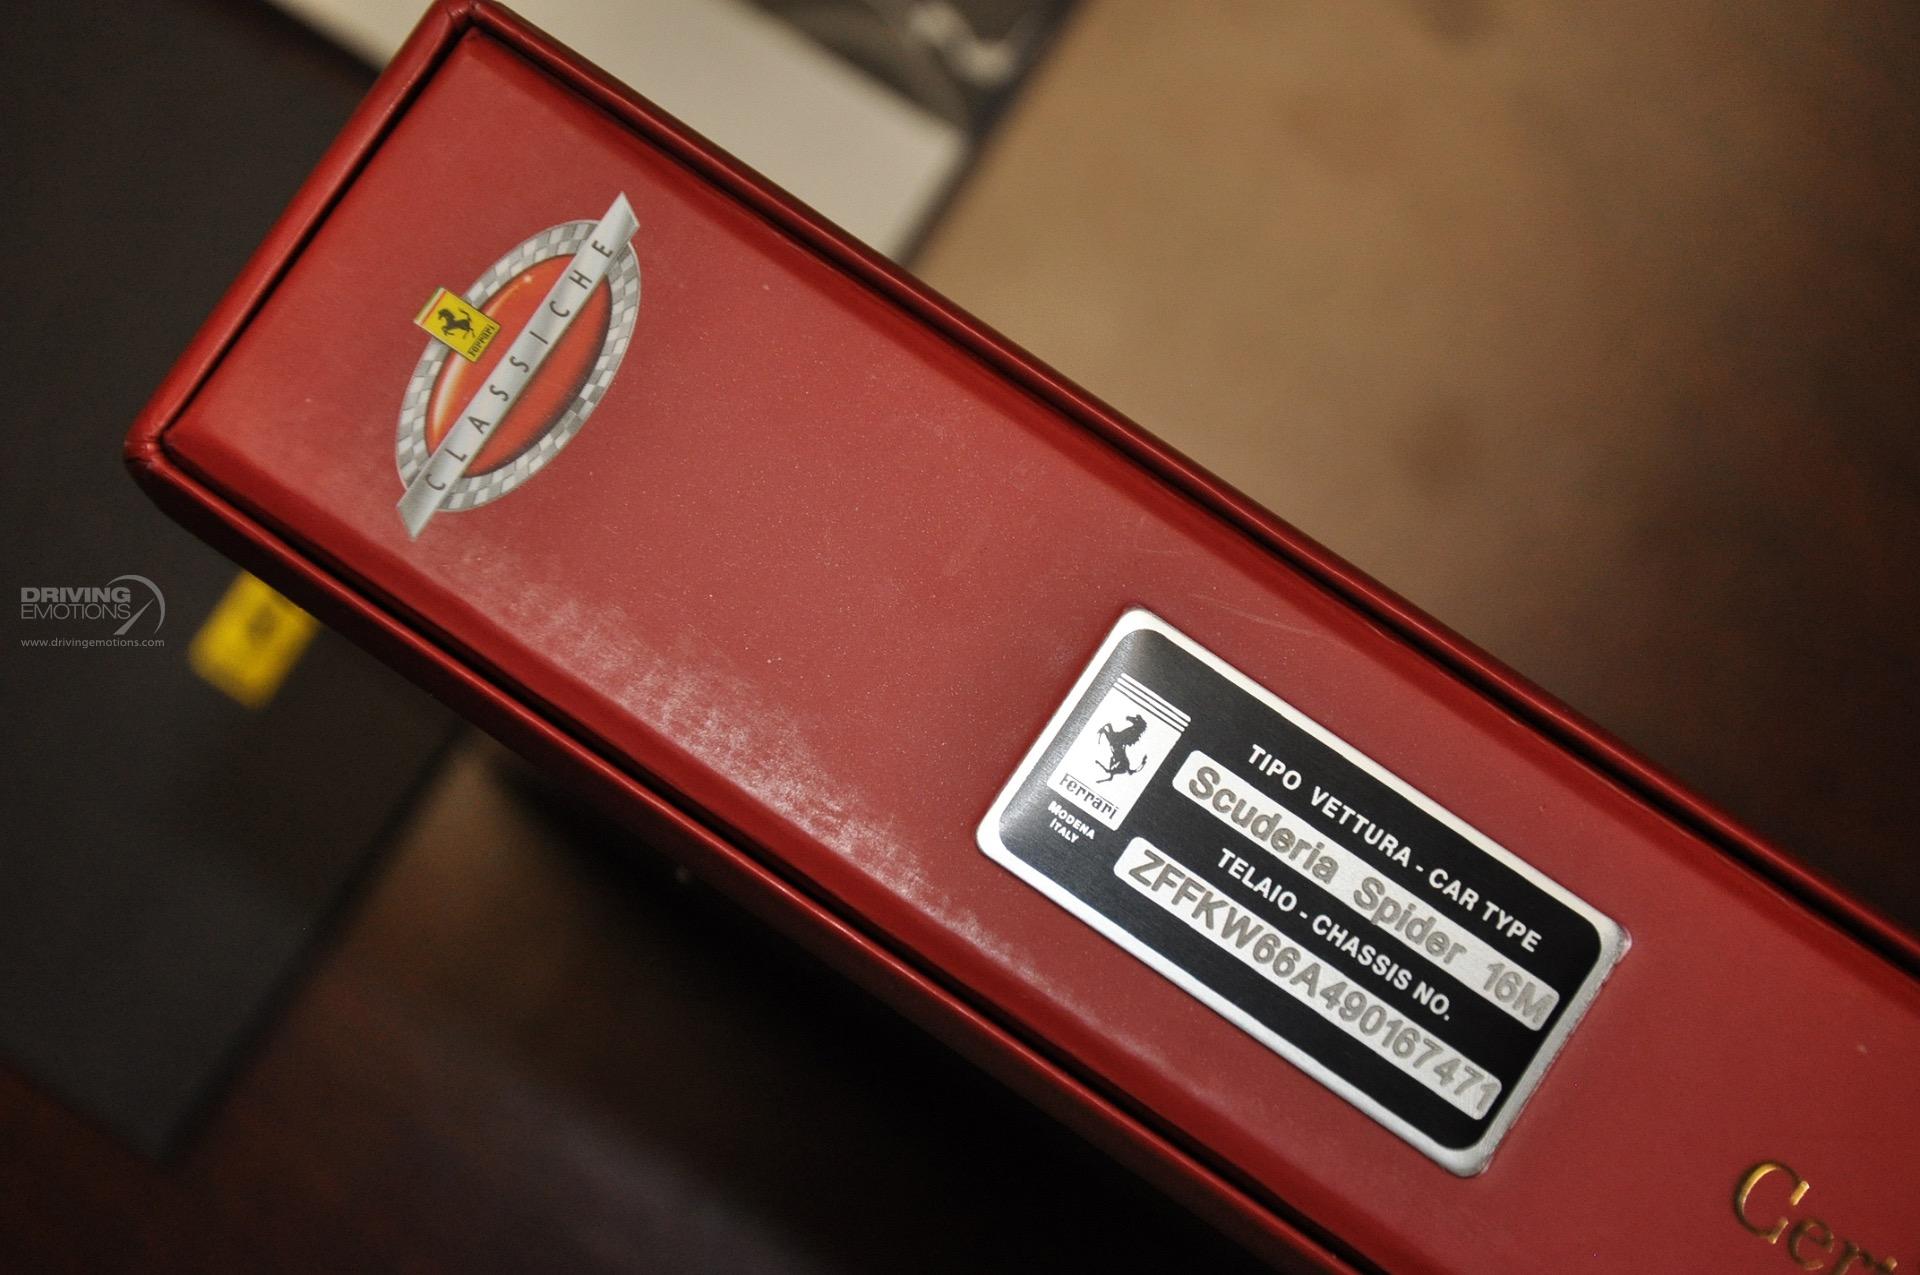 CLASSICHE
Ferrari
DRIVING
EMOTIONS
www.drivingemotions.com
Ferrari
MODENA
ITALY
TIPO VETTURA - CAR TYPE
Scuderia Spider 16M
TELAIO - CHASSIS NO.
ZFFKW66A490167471
Cert